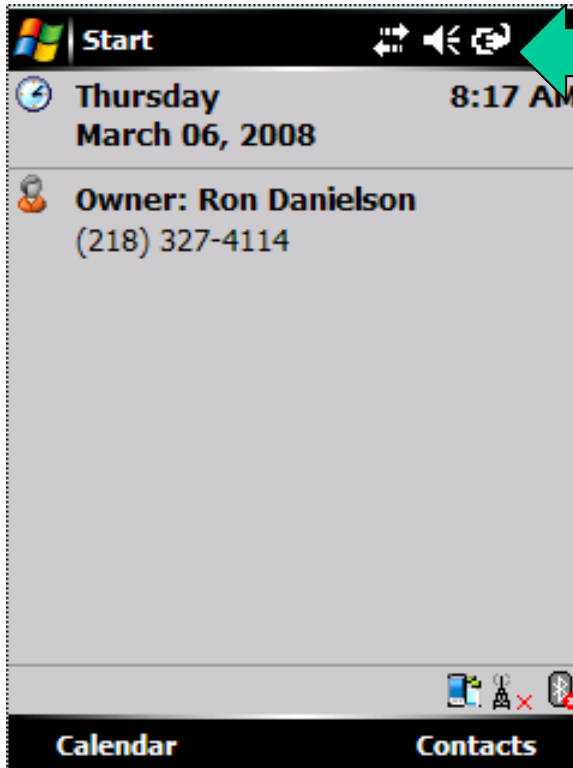 Start
Thursday 8:17 AM
March 06, 2008
Owner: Ron Danielson
(218) 327-4114
Calendar Contacts